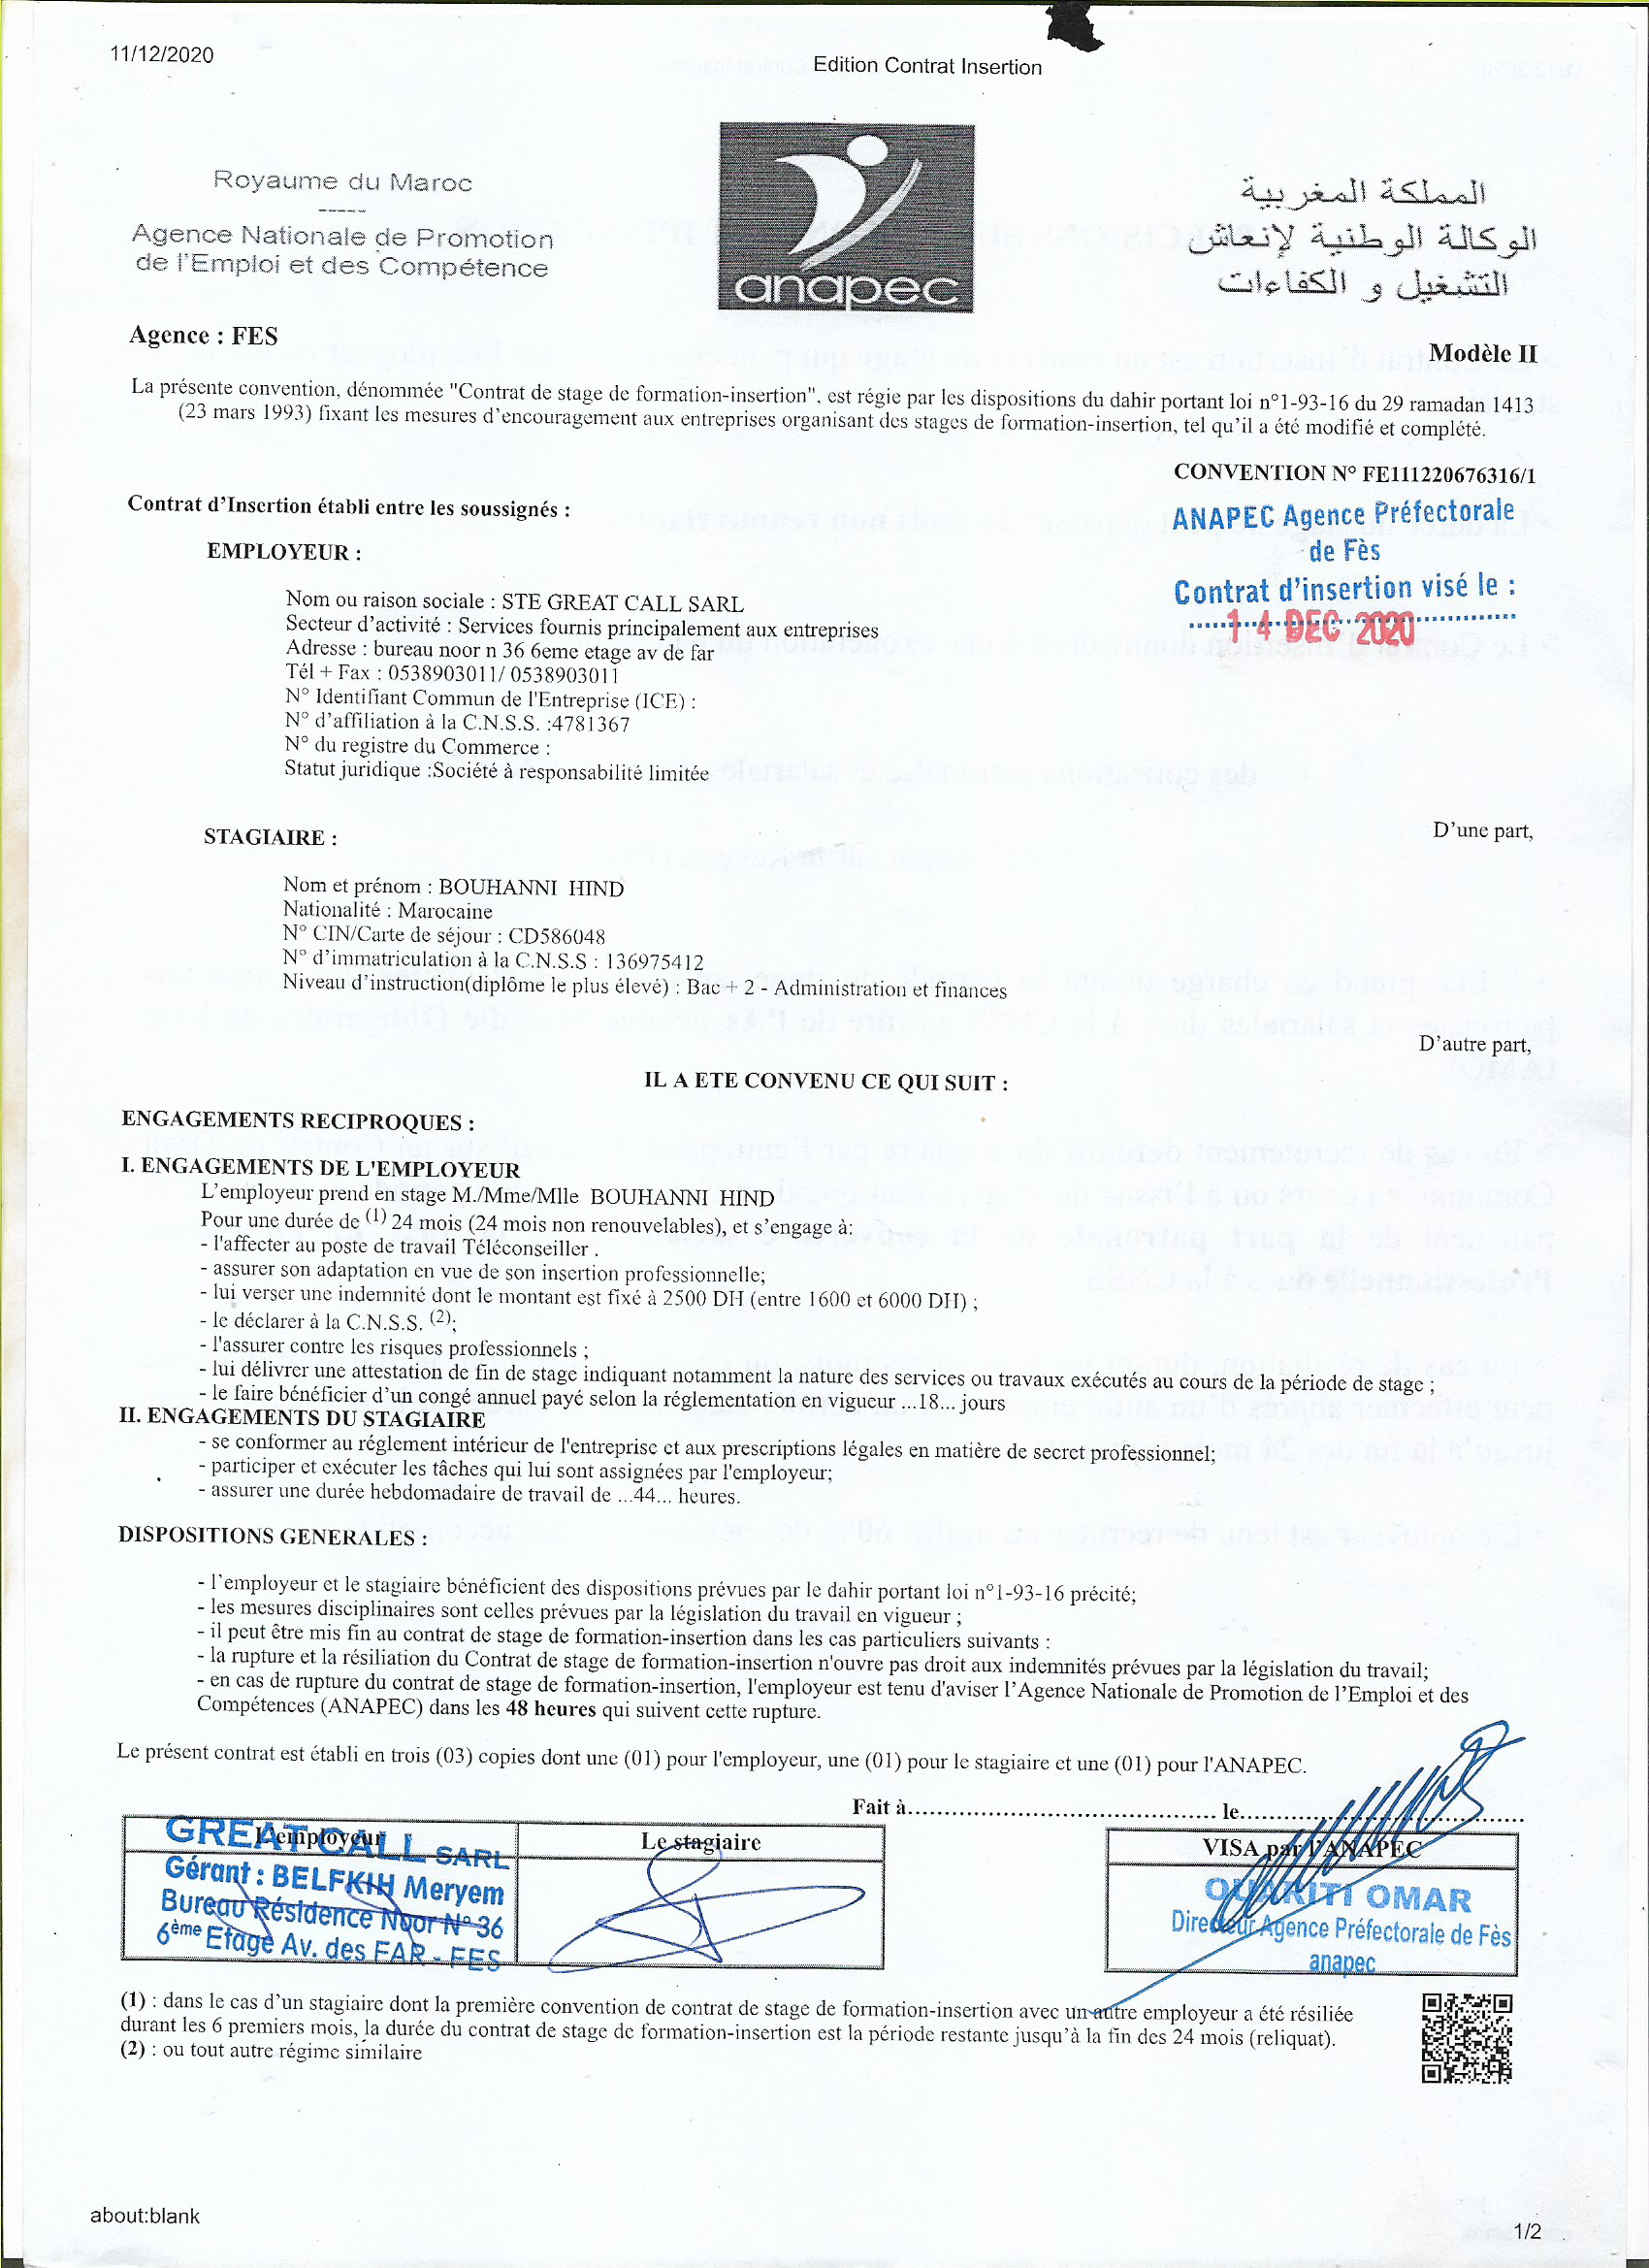 11/12/2020
Edition Contrat Insertion
Royaume du Maroc
-----
Agence Nationale de Promotion
de l'Emploi et des Compétence
anapec
المملكة المغربية
الوكالة الوطنية لإنعاش
التشغيل و الكفاءات
Agence : FES
Modèle II
La présente convention, dénommée "Contrat de stage de formation-insertion", est régie par les dispositions du dahir portant loi n°1-93-16 du 29 ramadan 1413
(23 mars 1993) fixant les mesures d'encouragement aux entreprises organisant des stages de formation-insertion, tel qu'il a été modifié et complété.
CONVENTION N° FE111220676316/1
ANAPEC Agence Préfectorale
de Fès
Contrat d'insertion visé le :
14 DEC 2020
Contrat d'Insertion établi entre les soussignés :
EMPLOYEUR :
Nom ou raison sociale : STE GREAT CALL SARL
Secteur d'activité : Services fournis principalement aux entreprises
Adresse : bureau noor n 36 6eme etage av de far
Tél + Fax : 0538903011/ 0538903011
N° Identifiant Commun de l'Entreprise (ICE) :
N° d'affiliation à la C.N.S.S. :4781367
N° du registre du Commerce :
Statut juridique :Société à responsabilité limitée
D'une part,
STAGIAIRE :
Nom et prénom : BOUHANNI HIND
Nationalité : Marocaine
N° CIN/Carte de séjour : CD586048
N° d'immatriculation à la C.N.S.S : 136975412
Niveau d'instruction(diplôme le plus élevé) : Bac + 2 - Administration et finances
D'autre part,
IL A ETE CONVENU CE QUI SUIT :
ENGAGEMENTS RECIPROQUES :
I. ENGAGEMENTS DE L'EMPLOYEUR
L'employeur prend en stage M./Mme/Mlle BOUHANNI HIND
Pour une durée de (1) 24 mois (24 mois non renouvelables), et s'engage à:
- l'affecter au poste de travail Téléconseiller .
- assurer son adaptation en vue de son insertion professionnelle;
- lui verser une indemnité dont le montant est fixé à 2500 DH (entre 1600 et 6000 DH) ;
- le déclarer à la C.N.S.S. (2);
- l'assurer contre les risques professionnels ;
- lui délivrer une attestation de fin de stage indiquant notamment la nature des services ou travaux exécutés au cours de la période de stage ;
- le faire bénéficier d'un congé annuel payé selon la réglementation en vigueur ...18... jours
II. ENGAGEMENTS DU STAGIAIRE
- se conformer au réglement intérieur de l'entreprise et aux prescriptions légales en matière de secret professionnel;
- participer et exécuter les tâches qui lui sont assignées par l'employeur;
- assurer une durée hebdomadaire de travail de ...44... heures.
DISPOSITIONS GENERALES :
- l'employeur et le stagiaire bénéficient des dispositions prévues par le dahir portant loi n°1-93-16 précité;
- les mesures disciplinaires sont celles prévues par la législation du travail en vigueur ;
- il peut être mis fin au contrat de stage de formation-insertion dans les cas particuliers suivants :
- la rupture et la résiliation du Contrat de stage de formation-insertion n'ouvre pas droit aux indemnités prévues par la législation du travail;
- en cas de rupture du contrat de stage de formation-insertion, l'employeur est tenu d'aviser l'Agence Nationale de Promotion de l'Emploi et des
Compétences (ANAPEC) dans les 48 heures qui suivent cette rupture.
Le présent contrat est établi en trois (03) copies dont une (01) pour l'employeur, une (01) pour le stagiaire et une (01) pour l'ANAPEC.
Fait à........................................ le........................................
L'employeur
Le stagiaire
VISA par l'ANAPEC
GREAT CALL SARL
Gérant : BELFKIH Meryem
Bureau Résidence Noor N° 36
6ème Etage Av. des FAR - FES
OUARITI OMAR
Directeur Agence Préfectorale de Fès
anapec
(1) : dans le cas d'un stagiaire dont la première convention de contrat de stage de formation-insertion avec un autre employeur a été résiliée
durant les 6 premiers mois, la durée du contrat de stage de formation-insertion est la période restante jusqu'à la fin des 24 mois (reliquat).
(2) : ou tout autre régime similaire
about:blank
1/2